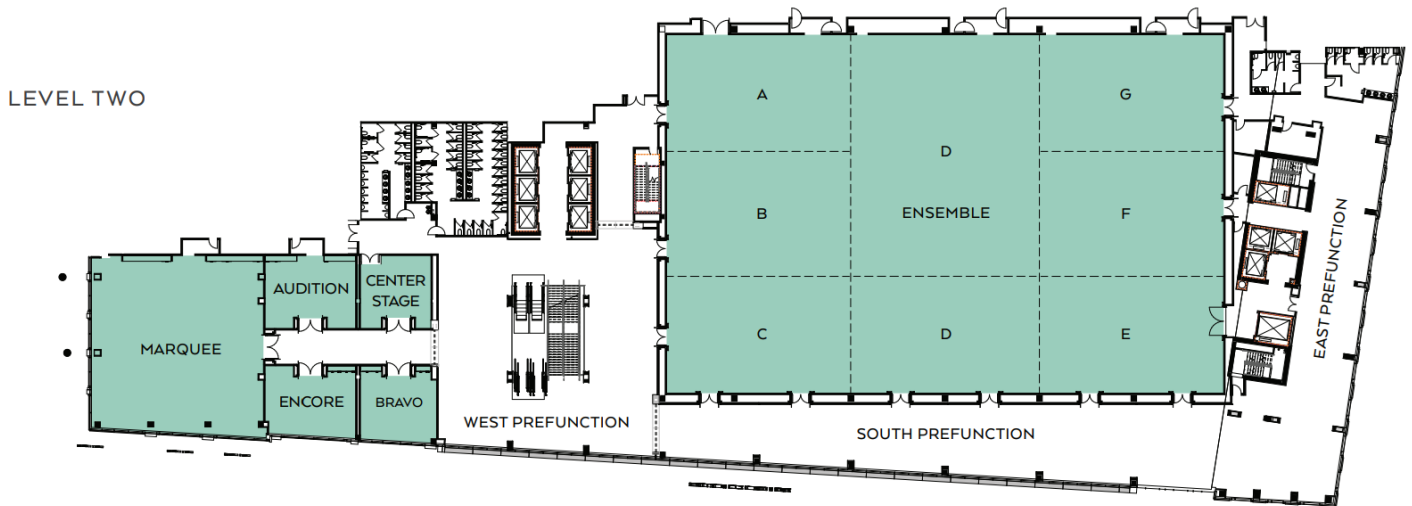 LEVEL TWO
A
G
D
B
ENSEMBLE
F
EAST PREFUNCTION
AUDITION
CENTER
STAGE
MARQUEE
C
D
E
ENCORE
BRAVO
WEST PREFUNCTION
SOUTH PREFUNCTION